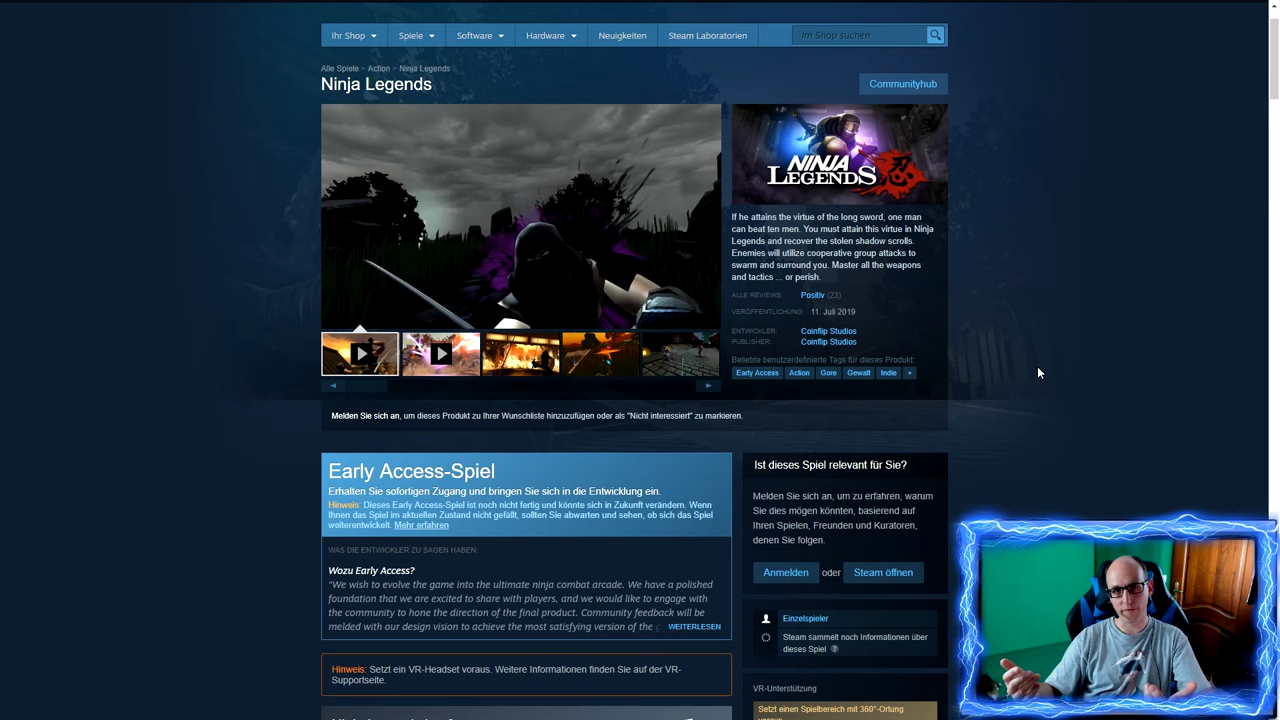 Ihr Shop
Spiele
Software
Hardware
Neuigkeiten
Steam Laboratorien
Im Shop suchen
Alle Spiele > Action > Ninja Legends
Ninja Legends
Communityhub
NINJA
LEGENDS 忍
If he attains the virtue of the long sword, one man
can beat ten men. You must attain this virtue in Ninja
Legends and recover the stolen shadow scrolls.
Enemies will utilize cooperative group attacks to
swarm and surround you. Master all the weapons
and tactics ... or perish.
ALLE REVIEWS: Positiv (23)
VERÖFFENTLICHUNG: 11. Juli 2019
ENTWICKLER: Coinflip Studios
PUBLISHER: Coinflip Studios
Beliebte benutzerdefinierte Tags für dieses Produkt:
Early Access Action Gore Gewalt Indie +
Melden Sie sich an, um dieses Produkt zu Ihrer Wunschliste hinzuzufügen oder als "Nicht interessiert" zu markieren.
Early Access-Spiel
Erhalten Sie sofortigen Zugang und bringen Sie sich in die Entwicklung ein.
Hinweis: Dieses Early Access-Spiel ist noch nicht fertig und könnte sich in Zukunft verändern. Wenn
Ihnen das Spiel im aktuellen Zustand nicht gefällt, sollten Sie abwarten und sehen, ob sich das Spiel
weiterentwickelt. Mehr erfahren
WAS DIE ENTWICKLER ZU SAGEN HABEN:
Wozu Early Access?
"We wish to evolve the game into the ultimate ninja combat arcade. We have a polished
foundation that we are excited to share with players, and we would like to engage with
the community to hone the direction of the final product. Community feedback will be
melded with our design vision to achieve the most satisfying version of the g
WEITERLESEN
Hinweis: Setzt ein VR-Headset voraus. Weitere Informationen finden Sie auf der VR-
Supportseite.
Ist dieses Spiel relevant für Sie?
Melden Sie sich an, um zu erfahren, warum
Sie dies mögen könnten, basierend auf
Ihren Spielen, Freunden und Kuratoren,
denen Sie folgen.
Anmelden oder Steam öffnen
Einzelspieler
Steam sammelt noch Informationen über
dieses Spiel ?
VR-Unterstützung
Setzt einen Spielbereich mit 360°-Ortung